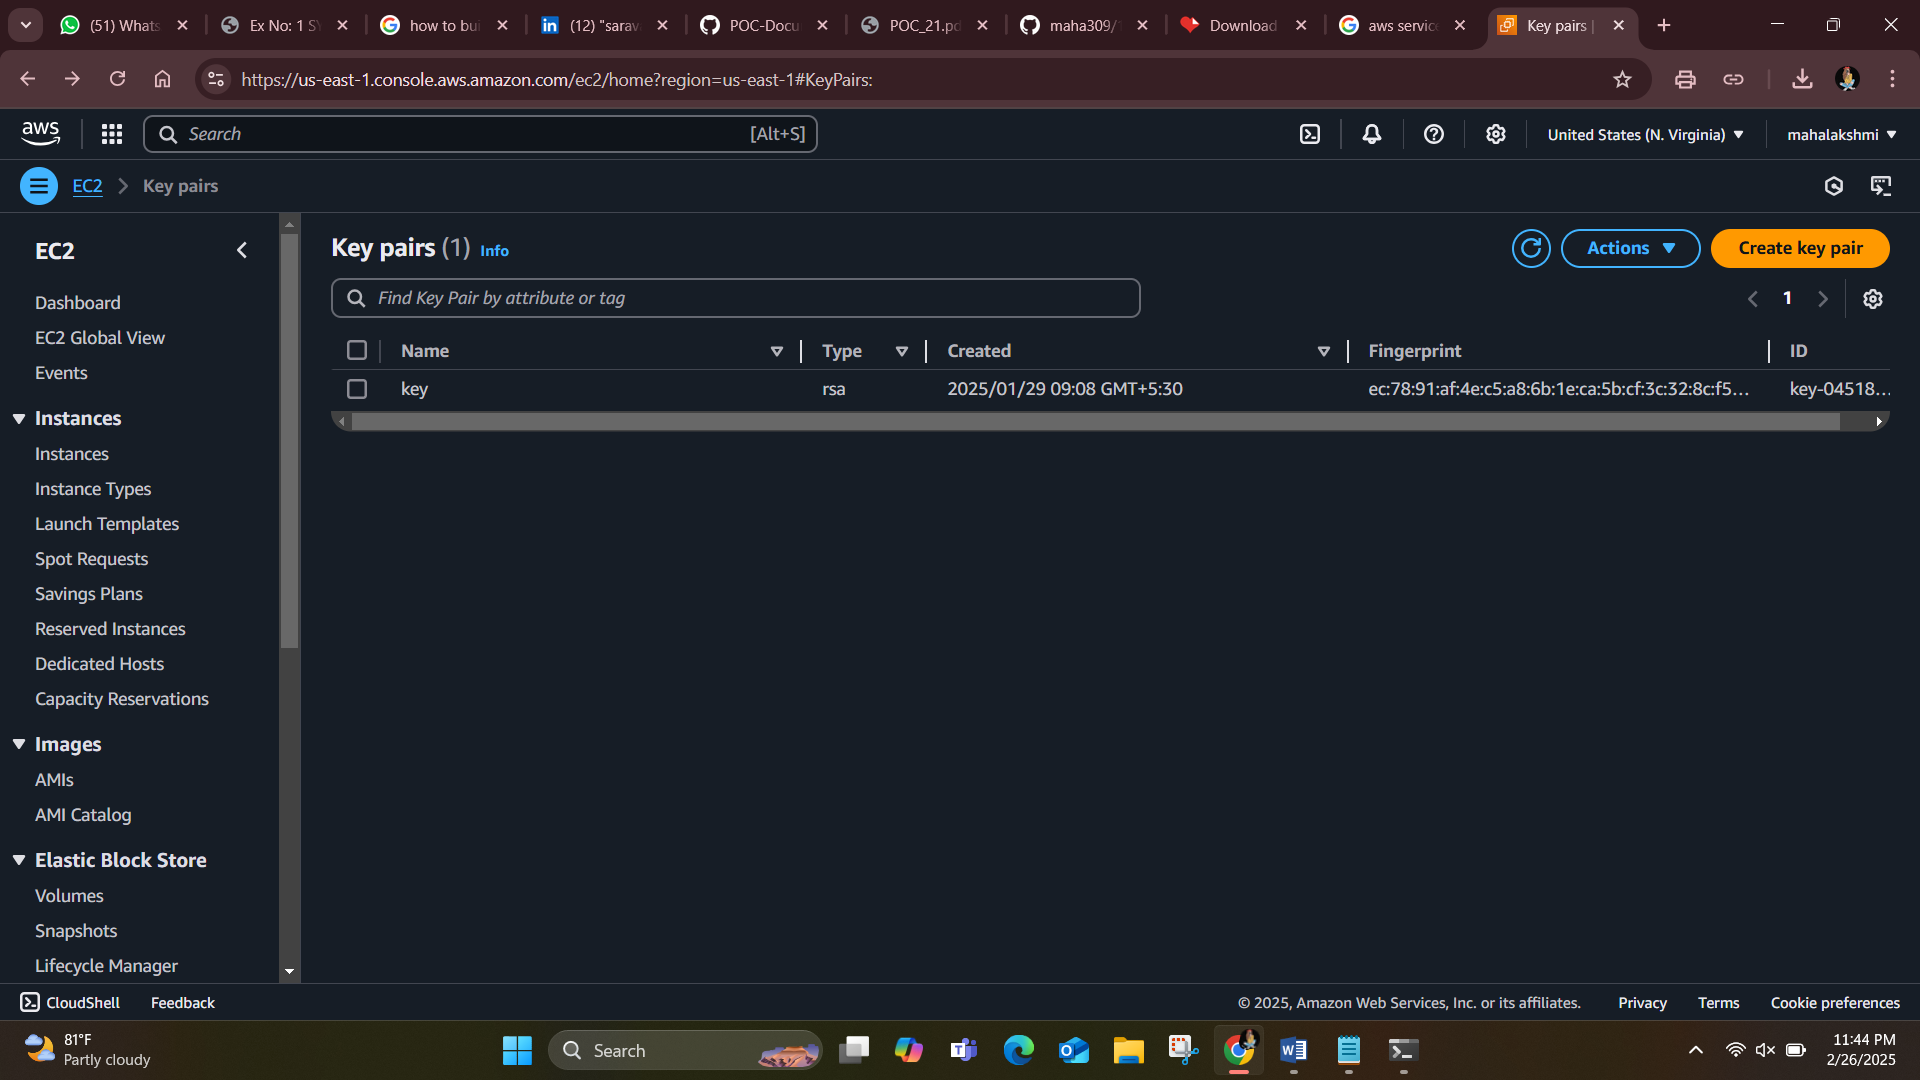 (51) Whats
Ex No: 1 SY
how to bui
(12) "sarava
POC-Docu
POC_21.pd
maha309/
Download
aws servic
Key pairs |
https://us-east-1.console.aws.amazon.com/ec2/home?region=us-east-1#KeyPairs:
aws
Search [Alt+S]
United States (N. Virginia)
mahalakshmi
EC2 > Key pairs
EC2
Dashboard
EC2 Global View
Events
Instances
Instances
Instance Types
Launch Templates
Spot Requests
Savings Plans
Reserved Instances
Dedicated Hosts
Capacity Reservations
Images
AMIs
AMI Catalog
Elastic Block Store
Volumes
Snapshots
Lifecycle Manager
Key pairs (1) Info
Actions
Create key pair
Find Key Pair by attribute or tag
1
Name Type Created Fingerprint ID
key rsa 2025/01/29 09:08 GMT+5:30 ec:78:91:af:4e:c5:a8:6b:1e:ca:5b:cf:3c:32:8c:f5... key-04518...
CloudShell Feedback
© 2025, Amazon Web Services, Inc. or its affiliates. Privacy Terms Cookie preferences
81°F
Partly cloudy
Search
11:44 PM
2/26/2025